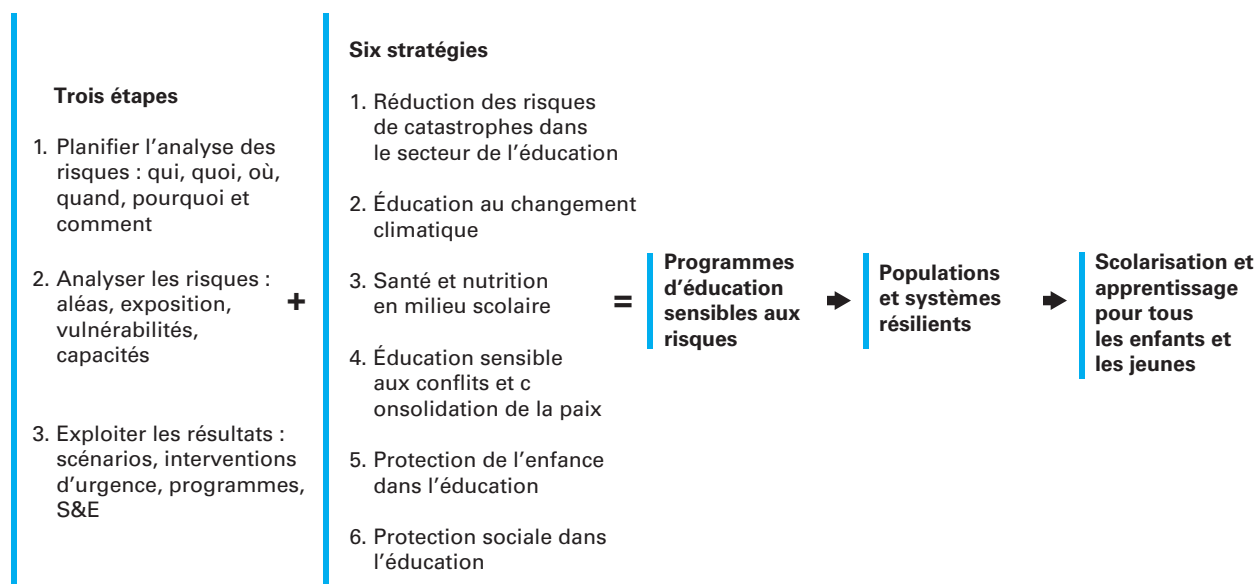 Trois étapes
1. Planifier l’analyse des
risques : qui, quoi, où,
quand, pourquoi et
comment
2. Analyser les risques :
aléas, exposition,
vulnérabilités,
capacités
3. Exploiter les résultats :
scénarios, interventions
d’urgence, programmes,
S&E
+
Six stratégies
1. Réduction des risques
de catastrophes dans
le secteur de l’éducation
2. Éducation au changement
climatique
3. Santé et nutrition
en milieu scolaire
4. Éducation sensible
aux conflits et c
onsolidation de la paix
5. Protection de l’enfance
dans l’éducation
6. Protection sociale dans
l’éducation
=
Programmes
d’éducation
sensibles aux
risques
Populations
et systèmes
résilients
Scolarisation et
apprentissage
pour tous
les enfants et
les jeunes